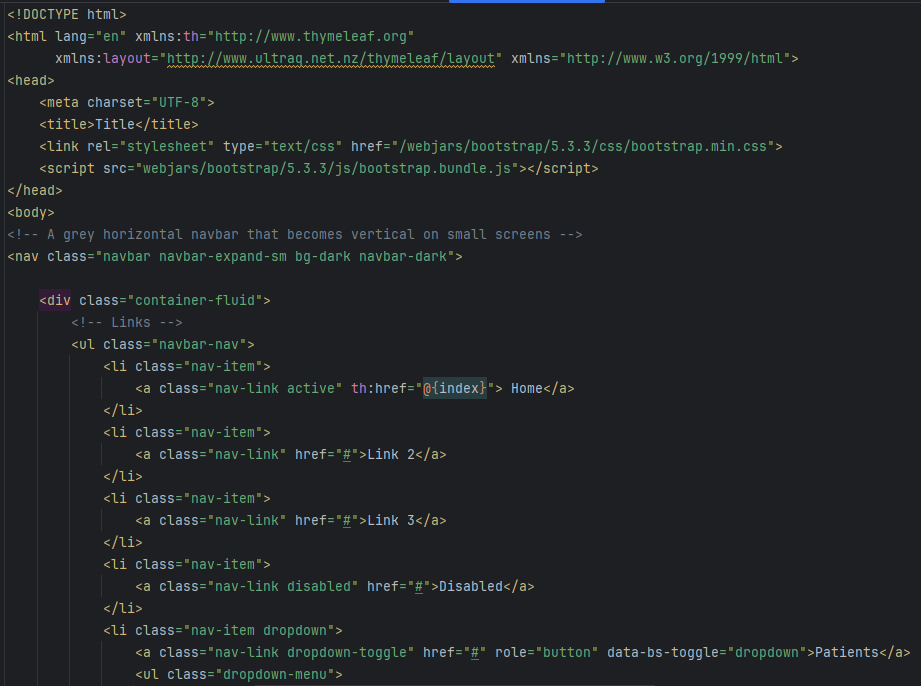 <!DOCTYPE html>
<html lang="en" xmlns:th="http://www.thymeleaf.org"
      xmlns:layout="http://www.ultraq.net.nz/thymeleaf/layout" xmlns="http://www.w3.org/1999/html">
<head>
    <meta charset="UTF-8">
    <title>Title</title>
    <link rel="stylesheet" type="text/css" href="/webjars/bootstrap/5.3.3/css/bootstrap.min.css">
    <script src="webjars/bootstrap/5.3.3/js/bootstrap.bundle.js"></script>
</head>
<body>
<!-- A grey horizontal navbar that becomes vertical on small screens -->
<nav class="navbar navbar-expand-sm bg-dark navbar-dark">
    <div class="container-fluid">
        <!-- Links -->
        <ul class="navbar-nav">
            <li class="nav-item">
                <a class="nav-link active" th:href="@{index}"> Home</a>
            </li>
            <li class="nav-item">
                <a class="nav-link" href="#">Link 2</a>
            </li>
            <li class="nav-item">
                <a class="nav-link" href="#">Link 3</a>
            </li>
            <li class="nav-item">
                <a class="nav-link disabled" href="#">Disabled</a>
            </li>
            <li class="nav-item dropdown">
                <a class="nav-link dropdown-toggle" href="#" role="button" data-bs-toggle="dropdown">Patients</a>
                <ul class="dropdown-menu">